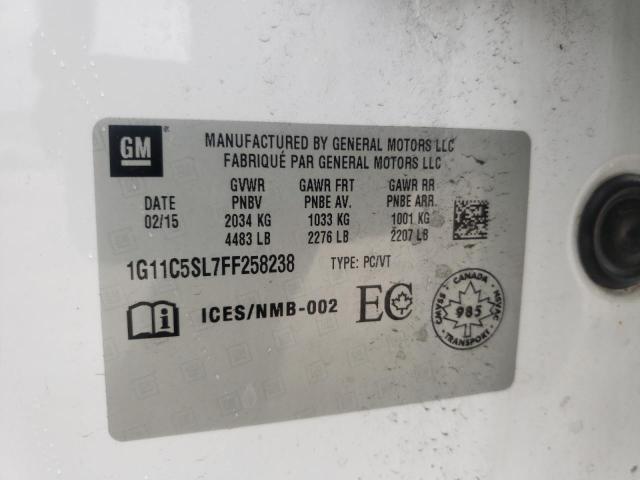 GM
MANUFACTURED BY GENERAL MOTORS LLC
FABRIQUÉ PAR GENERAL MOTORS LLC
GVWR GAWR FRT GAWR RR
DATE PNBV PNBE AV. PNBE ARR.
02/15 2034 KG 1033 KG 1001 KG
4483 LB 2276 LB 2207 LB
1G11C5SL7FF258238 TYPE: PC/VT
i ICES/NMB-002 EC
CANADA
CMVSS 985 NSVAC
TRANSPORT